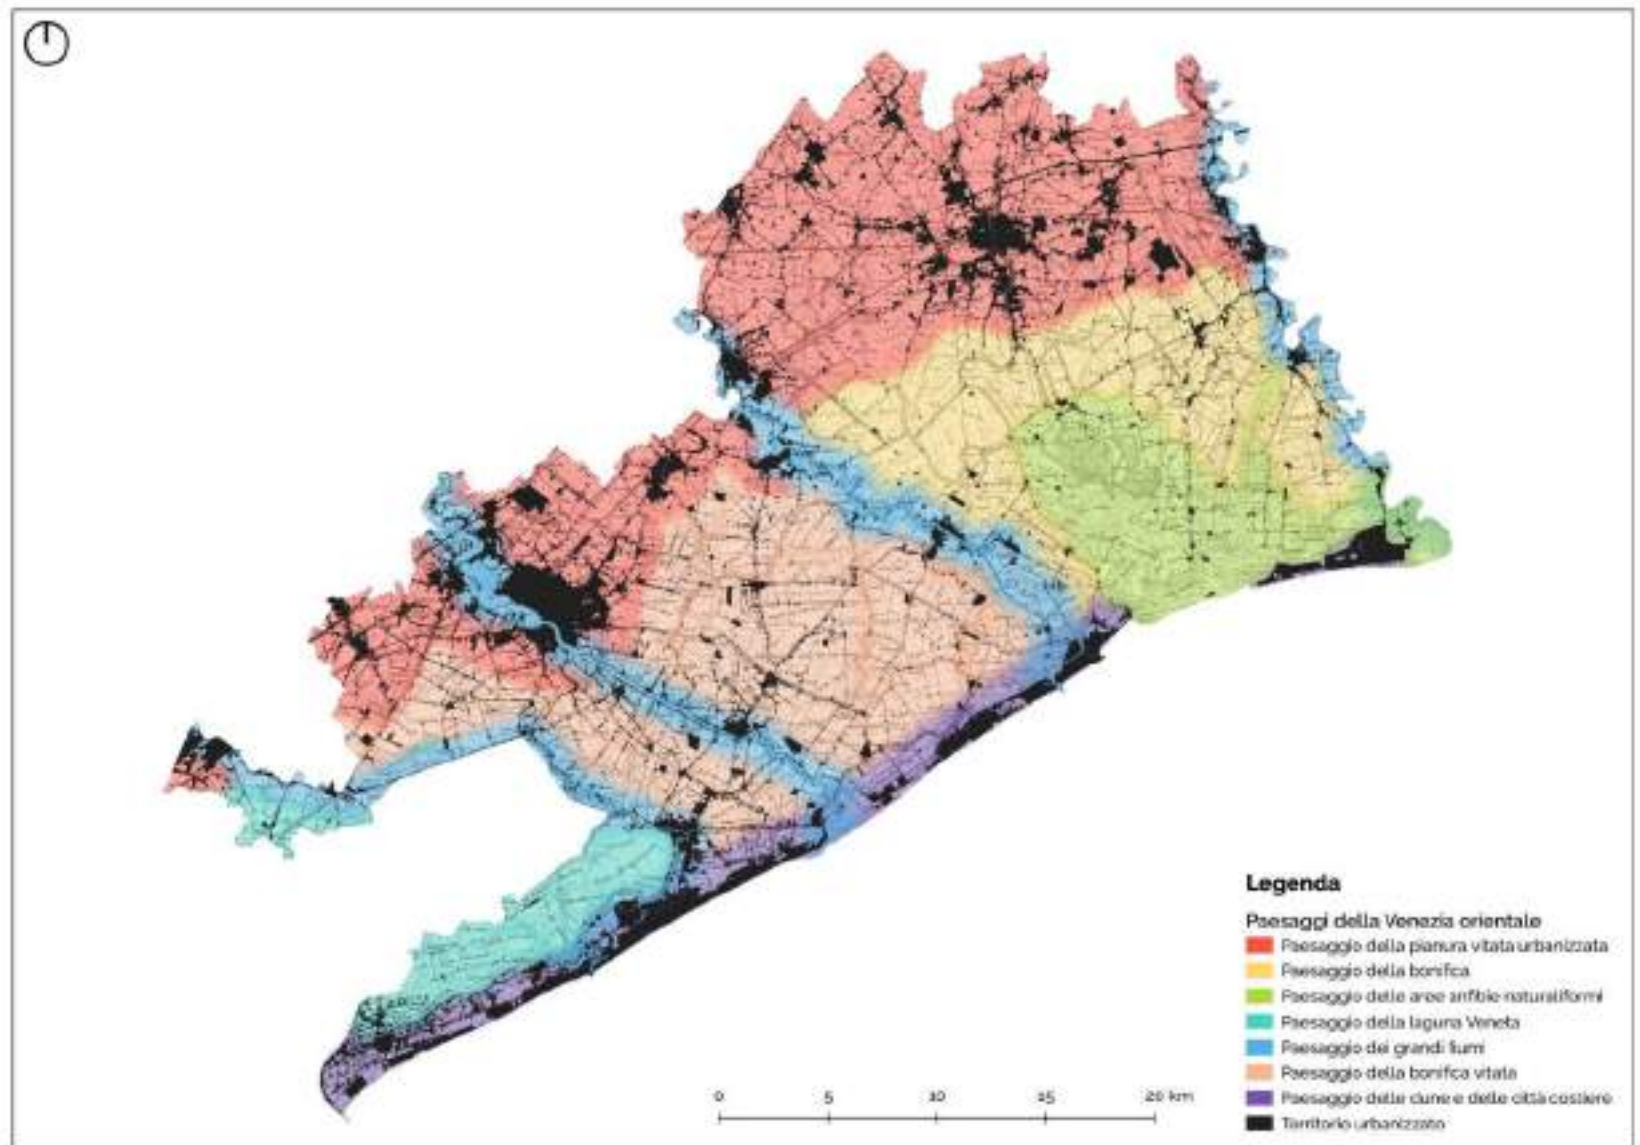 0 5 10 15 20 km
Legenda
Paesaggi della Venezia orientale
Paesaggio della pianura vitata urbanizzata
Paesaggio della bonifica
Paesaggio delle aree anfibie naturaliformi
Paesaggio della laguna Veneta
Paesaggio dei grandi fiumi
Paesaggio della bonifica vitata
Paesaggio delle dune e delle città costiere
Territorio urbanizzato